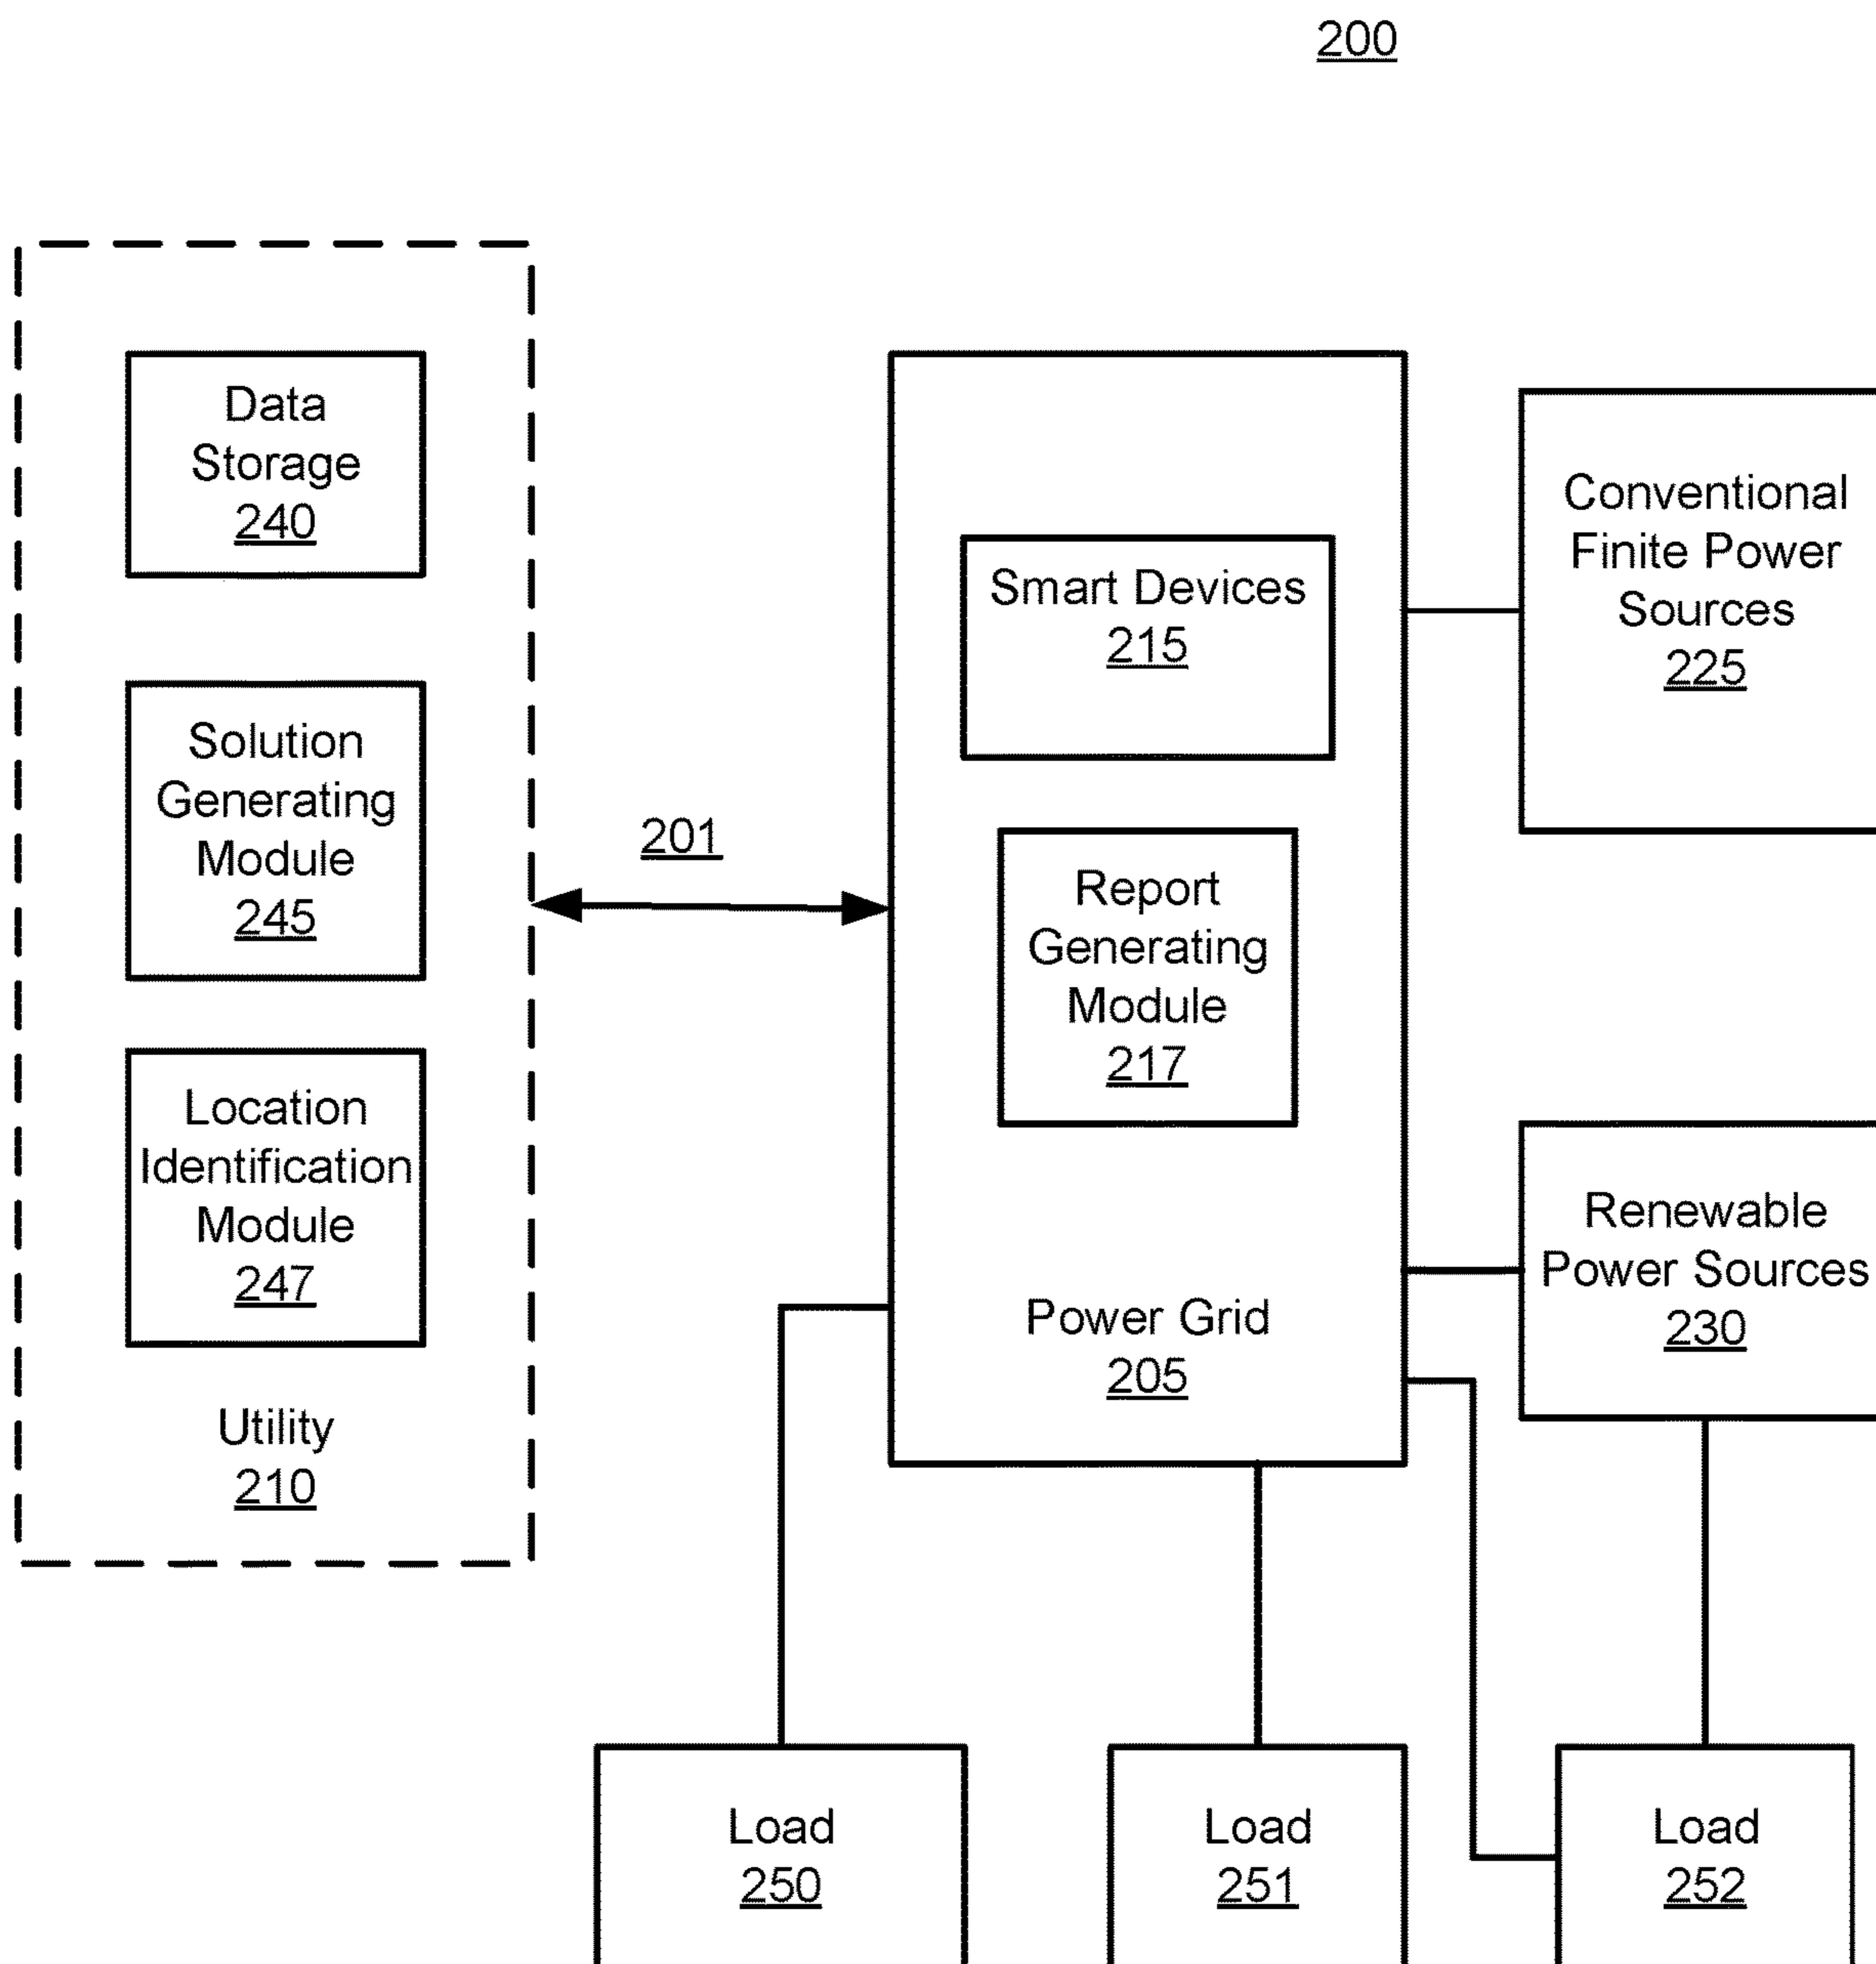 200
Data
Storage
240
Solution
Generating
Module
245
Location
Identification
Module
247
Utility
210
201
Smart Devices
215
Report
Generating
Module
217
Power Grid
205
Conventional
Finite Power
Sources
225
Renewable
Power Sources
230
Load
250
Load
251
Load
252